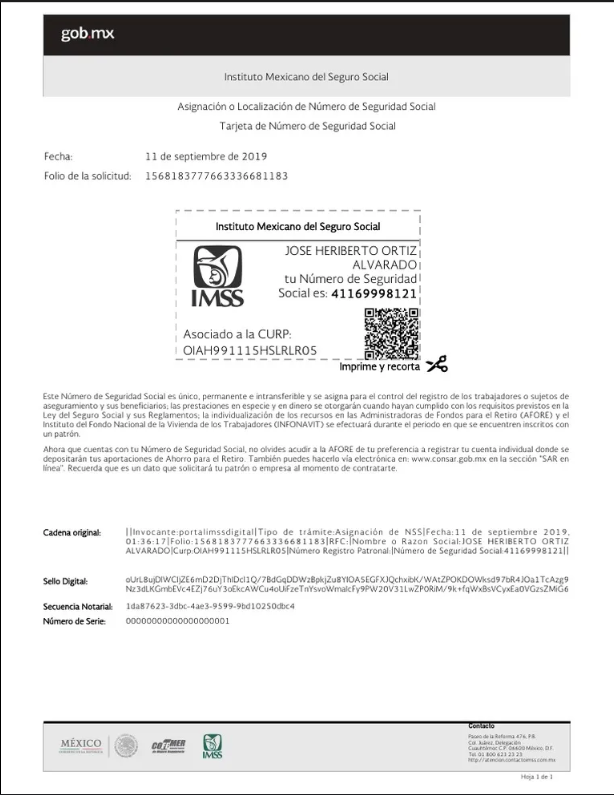 gob.mx
Instituto Mexicano del Seguro Social
Asignación o Localización de Número de Seguridad Social
Tarjeta de Número de Seguridad Social
Fecha: 11 de septiembre de 2019
Folio de la solicitud: 1568183777663336681183
Instituto Mexicano del Seguro Social
JOSE HERIBERTO ORTIZ
ALVARADO
tu Número de Seguridad
Social es: 41169998121
IMSS
Asociado a la CURP:
OIAH991115HSLRLR05
Imprime y recorta
Este Número de Seguridad Social es único, permanente e intransferible y se asigna para el control del registro de los trabajadores o sujetos de
aseguramiento y sus beneficiarios; las prestaciones en especie y en dinero se otorgarán cuando hayan cumplido con los requisitos previstos en la
Ley del Seguro Social y sus Reglamentos; la individualización de los recursos en las Administradoras de Fondos para el Retiro (AFORE) y el
Instituto del Fondo Nacional de la Vivienda de los Trabajadores (INFONAVIT) se efectuará durante el periodo en que se encuentren inscritos con
un patrón.
Ahora que cuentas con tu Número de Seguridad Social, no olvides acudir a la AFORE de tu preferencia a registrar tu cuenta individual donde se
depositarán tus aportaciones de Ahorro para el Retiro. También puedes hacerlo vía electrónica en: www.consar.gob.mx en la sección "SAR en
línea". Recuerda que es un dato que solicitará tu patrón o empresa al momento de contratarte.
Cadena original: ||Invocante:portalimssdigital|Tipo de trámite:Asignación de NSS|Fecha:11 de septiembre 2019,
01:36:17|Folio:1568183777663336681183|RFC:|Nombre o Razon Social:JOSE HERIBERTO ORTIZ
ALVARADO|Curp:OIAH991115HSLRLR05|Número Registro Patronal:|Número de Seguridad Social:41169998121||
Sello Digital:
Secuencia Notarial: 1da87623-3dbc-4ae3-9599-9bd10250dbc4
Número de Serie: 00000000000000000001
MÉXICO
GOBIERNO DE LA REPÚBLICA
COFEMER
IMSS
Contacto
Paseo de la Reforma 476, P.B.
Col. Juárez, Delegación
Cuauhtémoc C.P. 06600 México, D.F.
Tel. 01 800 623 23 23
Hoja 1 de 1